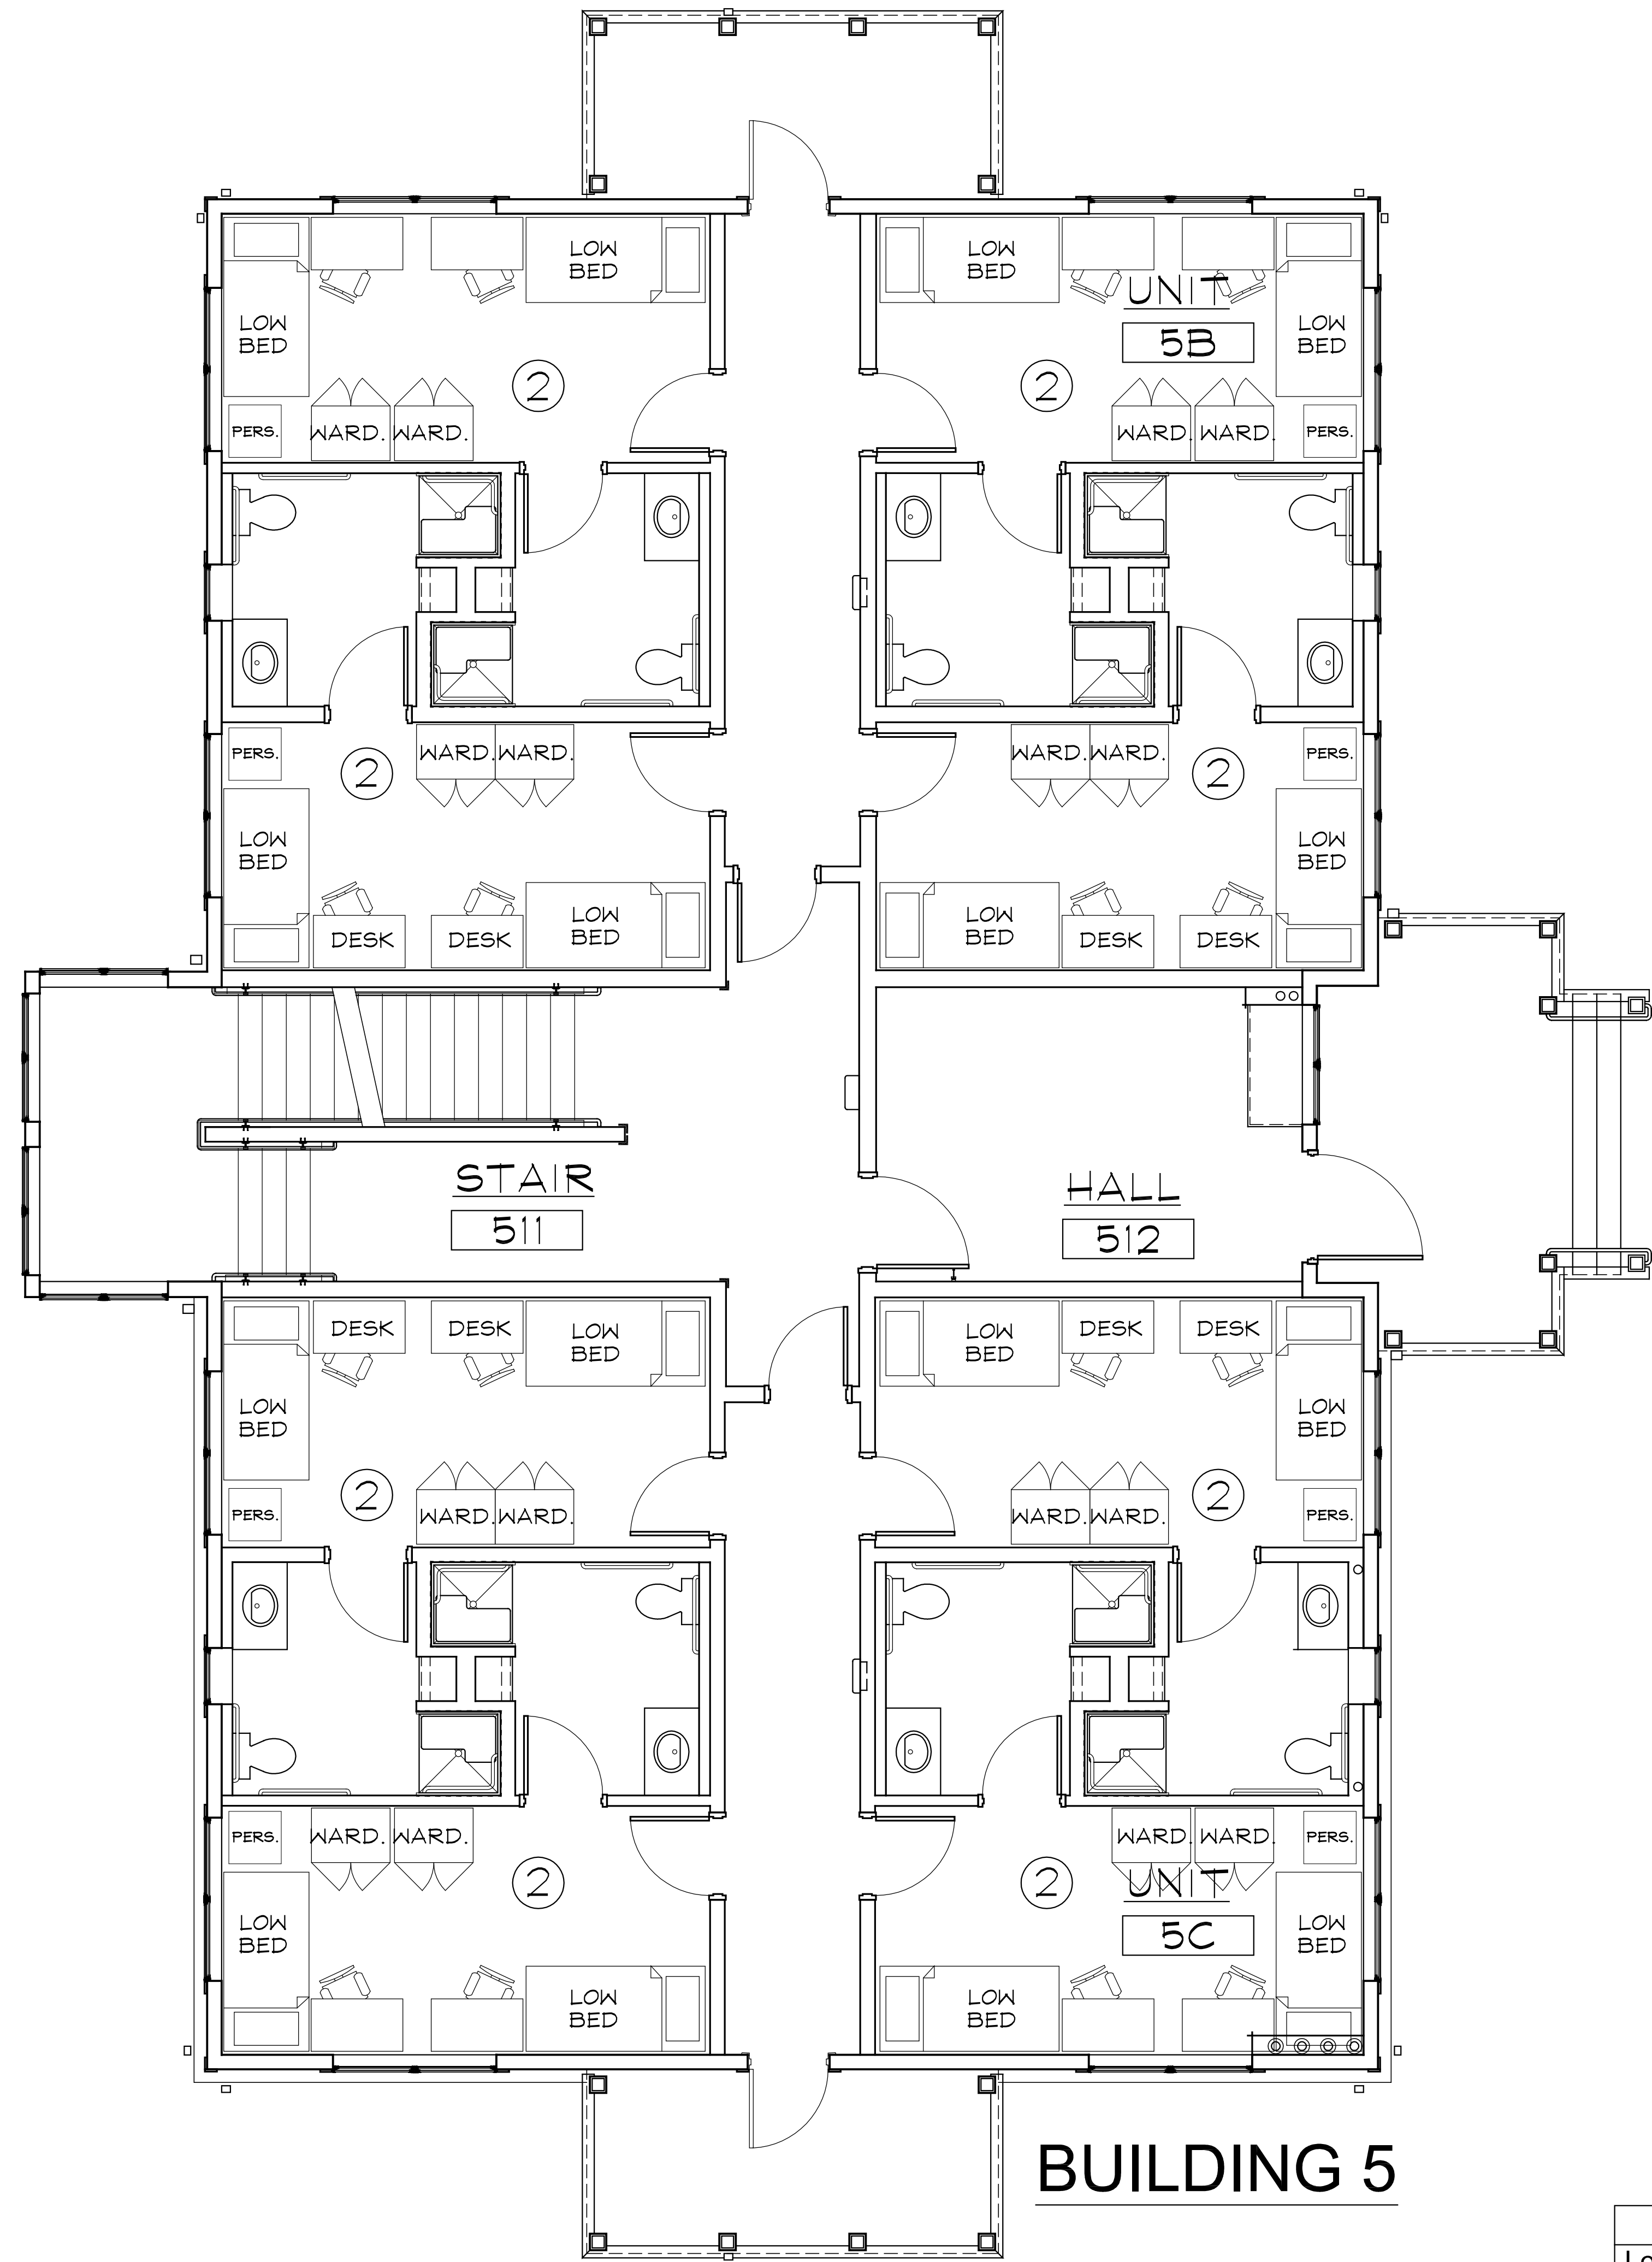 LOW
BED
LOW
BED
UNIT
5B
LOW
BED
LOW
BED
2
2
PERS.
WARD.
WARD.
WARD.
WARD.
PERS.
PERS.
2
WARD.
WARD.
WARD.
WARD.
2
PERS.
LOW
BED
LOW
BED
DESK
DESK
LOW
BED
LOW
BED
DESK
DESK
STAIR
511
HALL
512
DESK
DESK
LOW
BED
LOW
BED
DESK
DESK
LOW
BED
LOW
BED
2
2
PERS.
WARD.
WARD.
WARD.
WARD.
PERS.
PERS.
WARD.
WARD.
WARD.
WARD.
PERS.
2
2
UNIT
5C
LOW
BED
LOW
BED
LOW
BED
LOW
BED
BUILDING 5